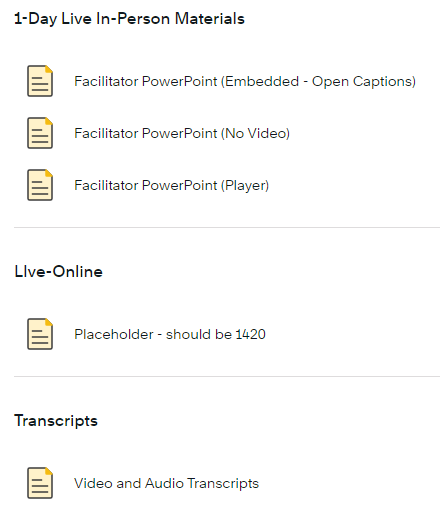 1-Day Live In-Person Materials
Facilitator PowerPoint (Embedded - Open Captions)
Facilitator PowerPoint (No Video)
Facilitator PowerPoint (Player)
LIve-Online
Placeholder - should be 1420
Transcripts
Video and Audio Transcripts